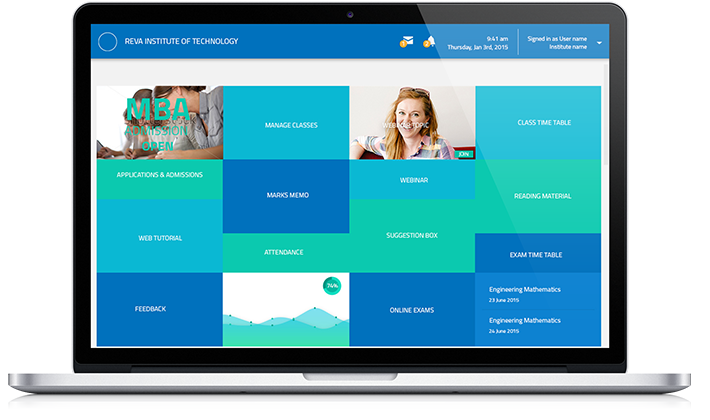 REVA INSTITUTE OF TECHNOLOGY
9:41 am
Thursday, Jan 3rd, 2015
Signed in as User name
Institute name
MBA
ADMISSION
OPEN
MANAGE CLASSES
CLASS TIME TABLE
JOIN
APPLICATIONS & ADMISSIONS
MARKS MEMO
WEBINAR
READING MATERIAL
WEB TUTORIAL
ATTENDANCE
SUGGESTION BOX
EXAM TIME TABLE
FEEDBACK
74%
ONLINE EXAMS
Engineering Mathematics
23 June 2015
Engineering Mathematics
24 June 2015